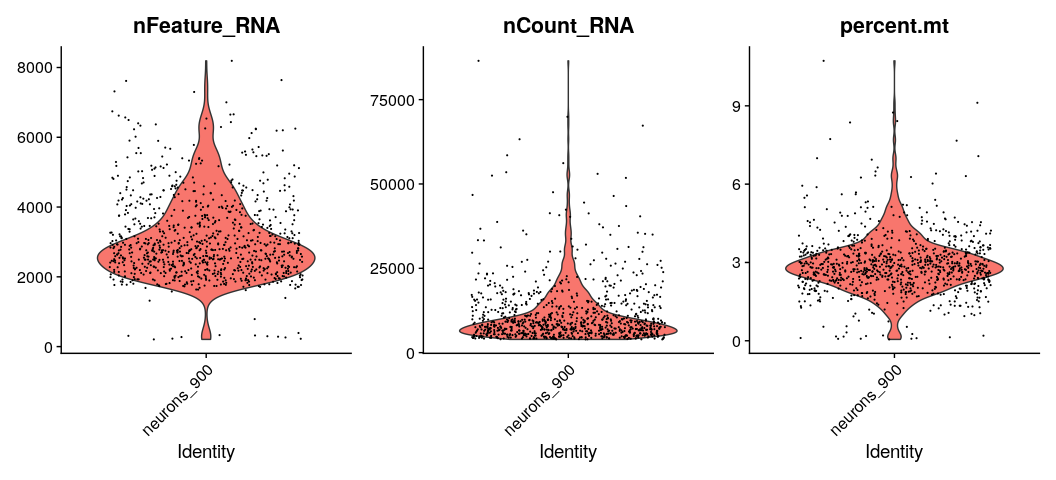 nFeature_RNA
8000
6000
4000
2000
0
neurons_900
Identity
nCount_RNA
75000
50000
25000
0
neurons_900
Identity
percent.mt
9
6
3
0
neurons_900
Identity